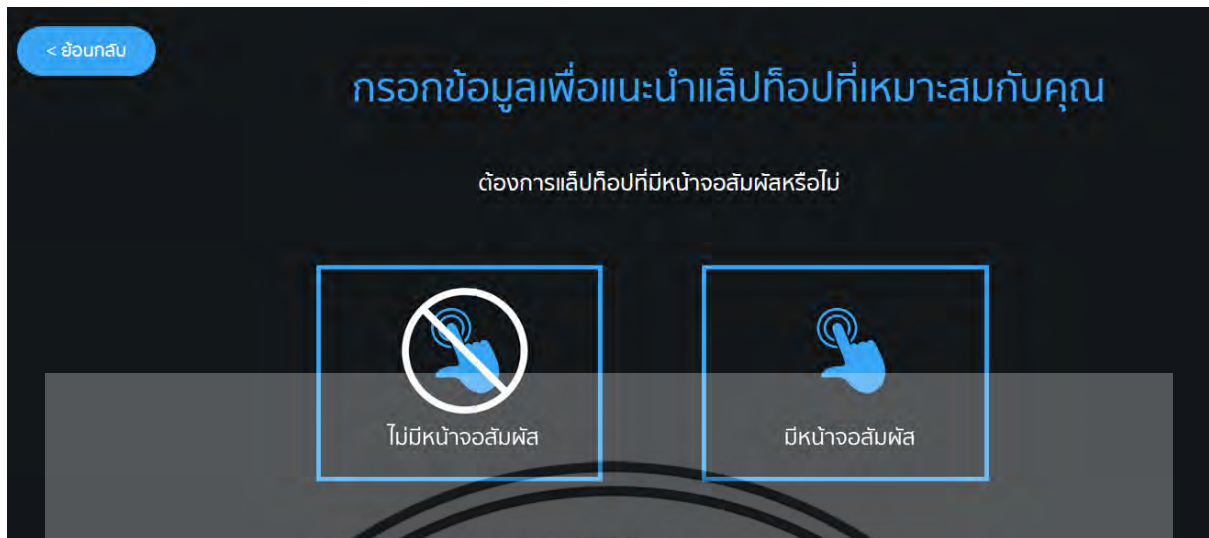 < ย้อนกลับ
กรอกข้อมูลเพื่อแนะนำแล็ปท็อปที่เหมาะสมกับคุณ
ต้องการแล็ปท็อปที่มีหน้าจอสัมผัสหรือไม่
ไม่มีหน้าจอสัมผัส
มีหน้าจอสัมผัส